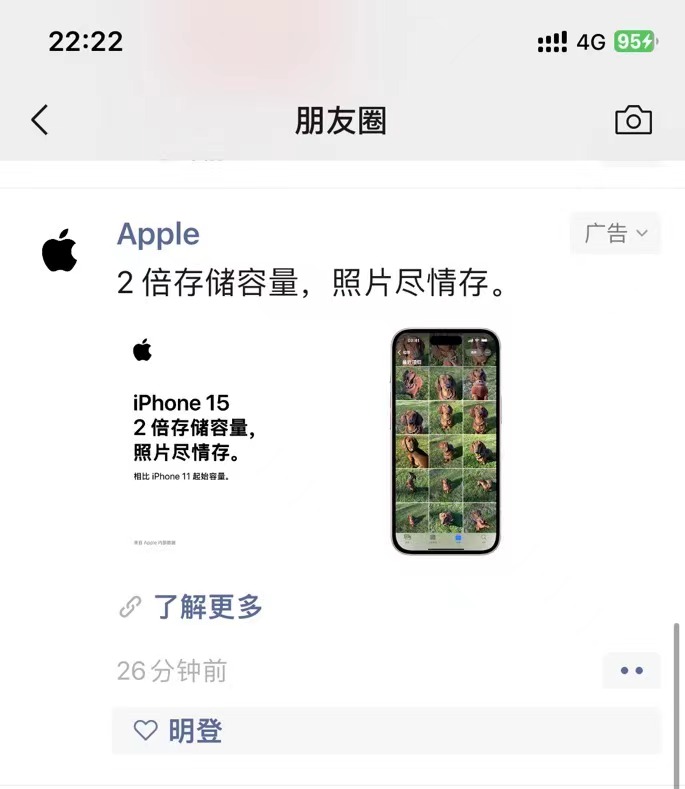 22:22
4G 95
朋友圈
Apple
广告
2 倍存储容量，照片尽情存。
iPhone 15
2 倍存储容量，
照片尽情存。
相比 iPhone 11 起始容量。
来自 Apple 内部数据
了解更多
26分钟前
明登